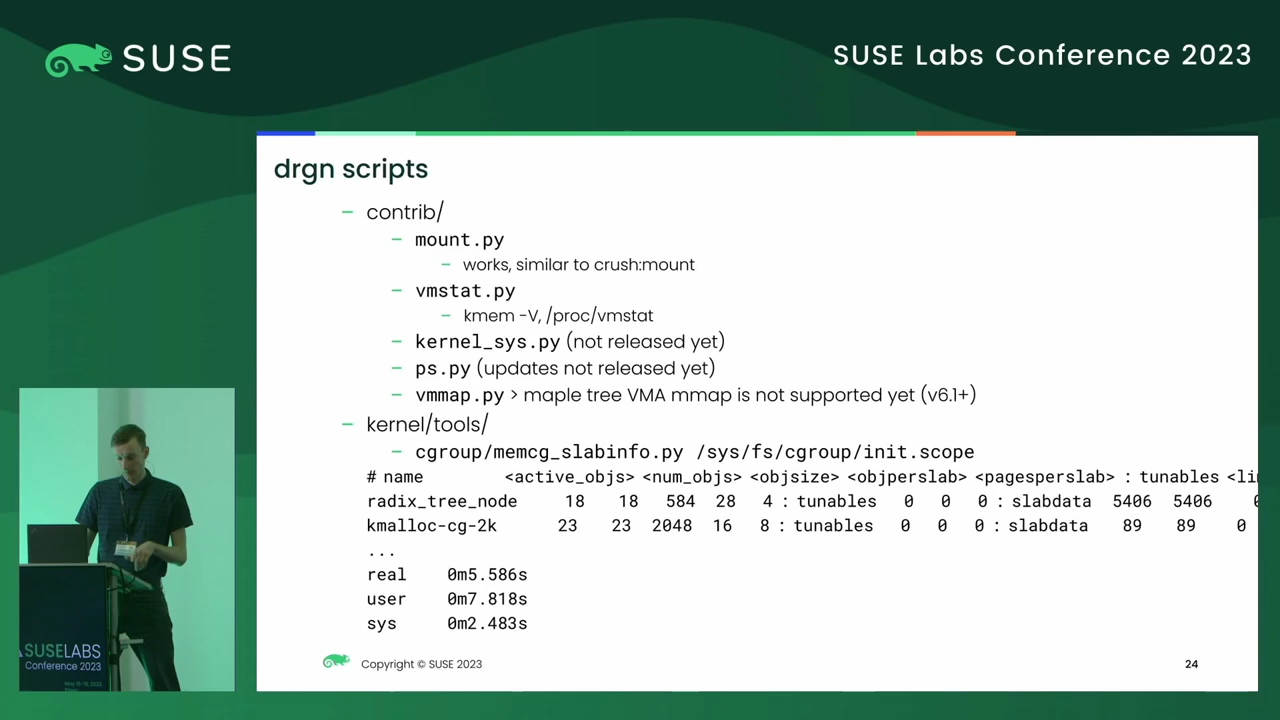 SUSE
SUSE Labs Conference 2023
drgn scripts
– contrib/
– mount.py
– works, similar to crush:mount
– vmstat.py
– kmem -V, /proc/vmstat
– kernel_sys.py (not released yet)
– ps.py (updates not released yet)
– vmmap.py > maple tree VMA mmap is not supported yet (v6.1+)
– kernel/tools/
– cgroup/memcg_slabinfo.py /sys/fs/cgroup/init.scope
# name <active_objs> <num_objs> <objsize> <objperslab> <pagesperslab> : tunables <li
radix_tree_node 18 18 584 28 4 : tunables 0 0 0 : slabdata 5406 5406 0
kmalloc-cg-2k 23 23 2048 16 8 : tunables 0 0 0 : slabdata 89 89 0
...
real 0m5.586s
user 0m7.818s
sys 0m2.483s
Copyright © SUSE 2023
24
SUSELABS
Conference 2023